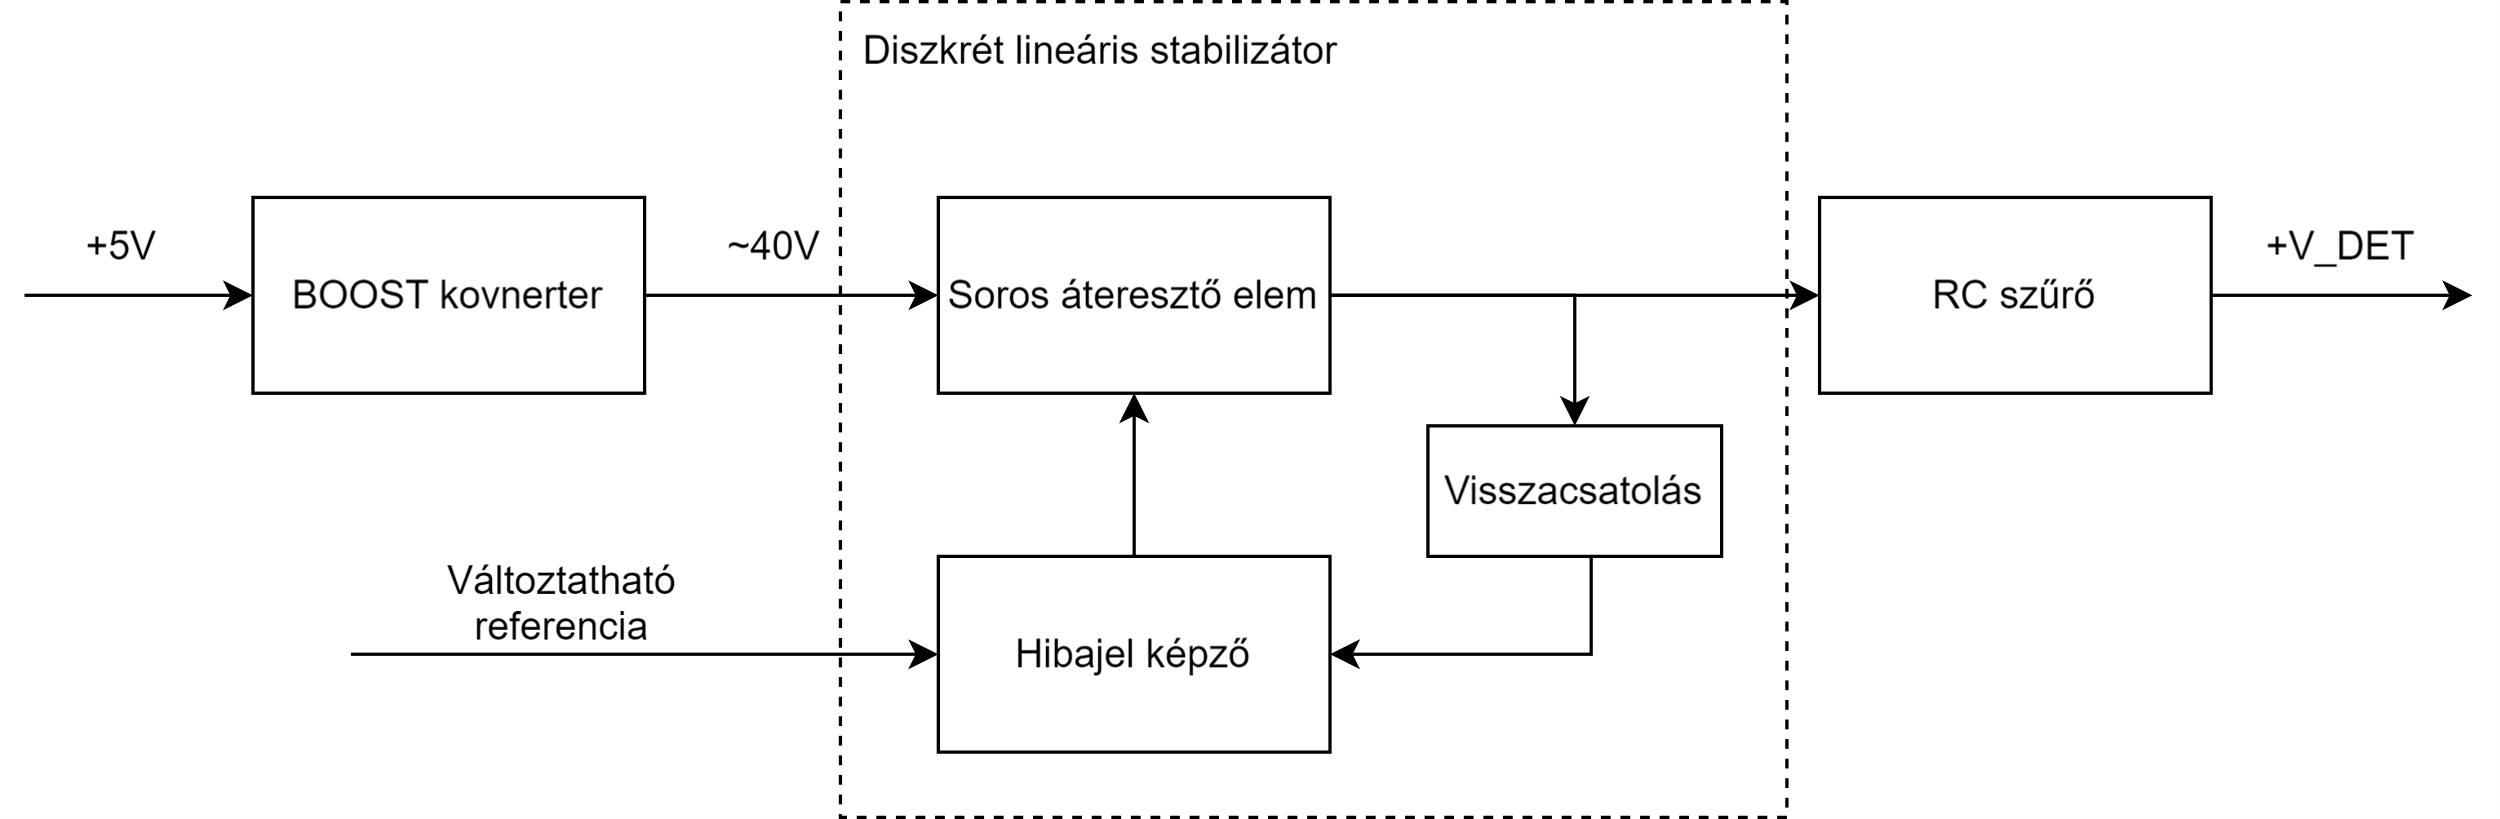 Diszkrét lineáris stabilizátor
+5V
BOOST kovnerter
~40V
Soros áteresztő elem
RC szűrő
+V_DET
Visszacsatolás
Változtatható
referencia
Hibajel képző